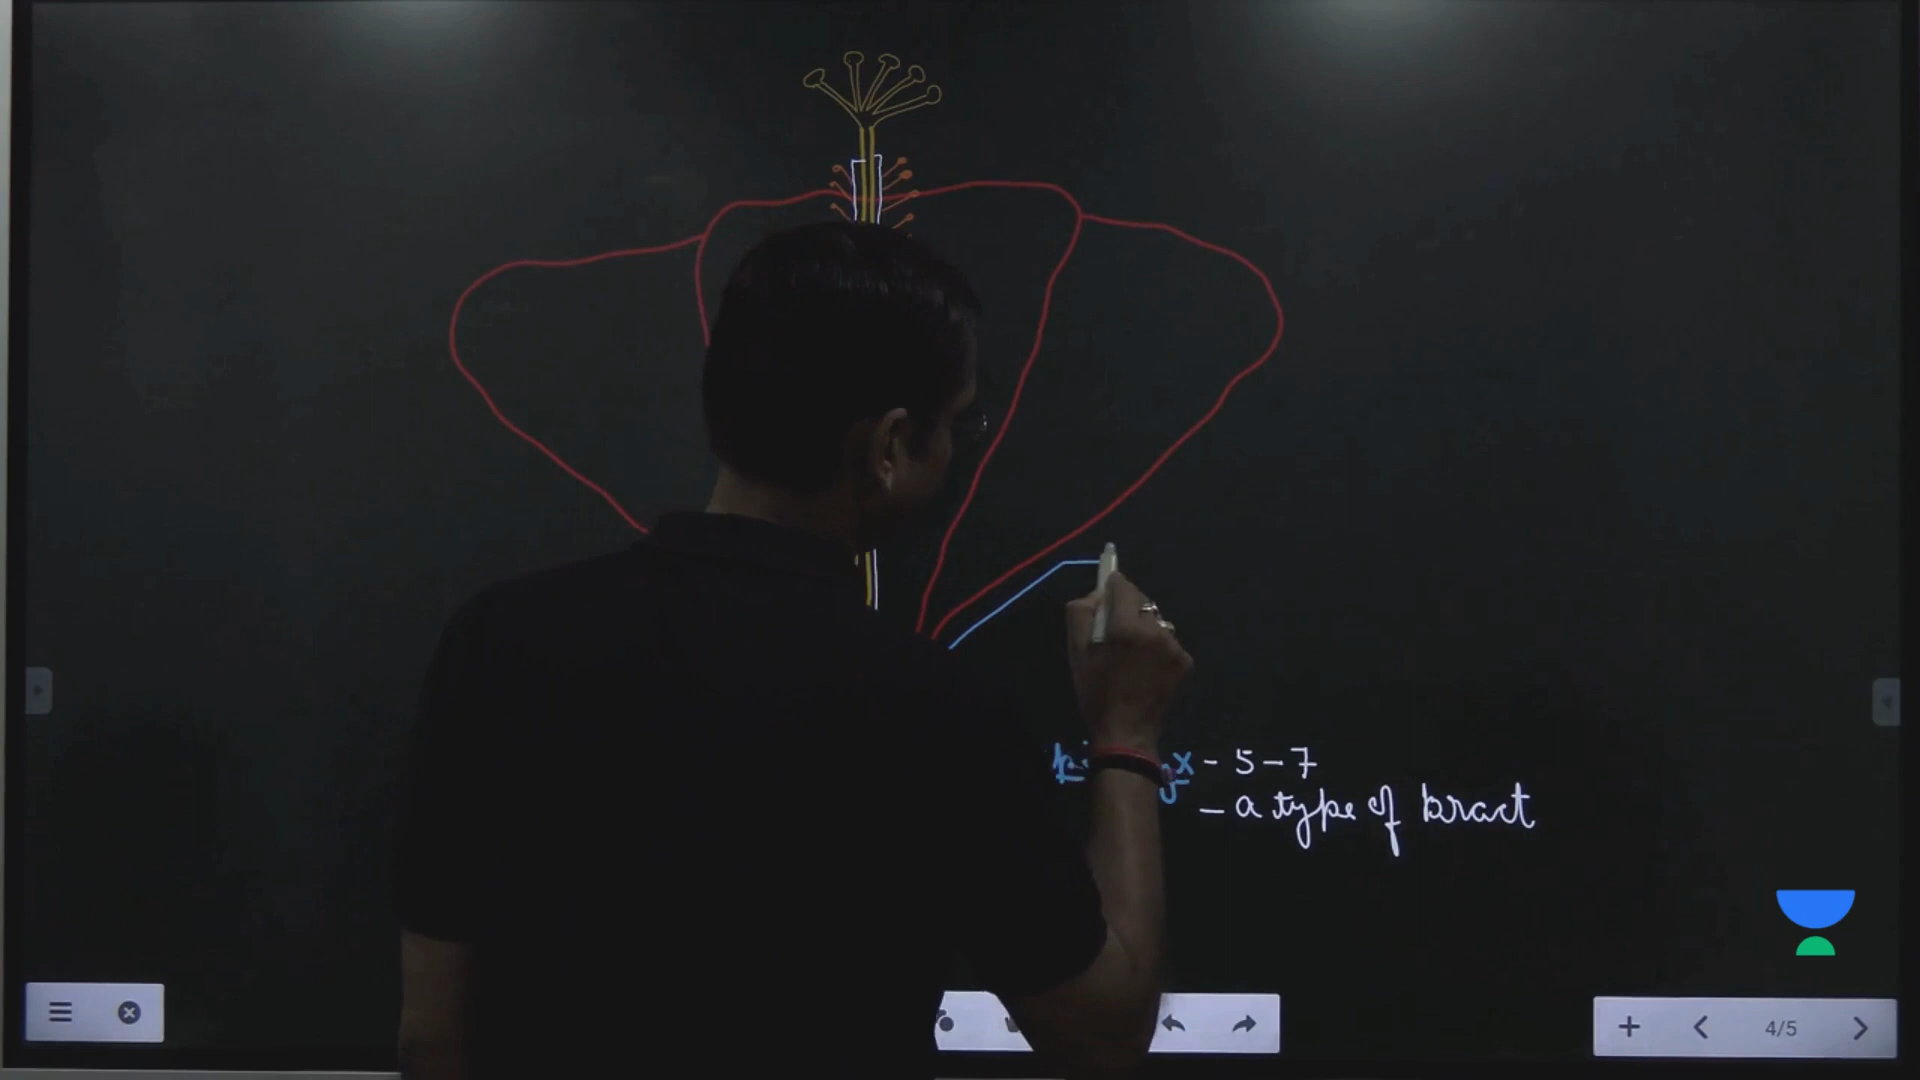 x - 5 - 7
- a type of bract
4/5